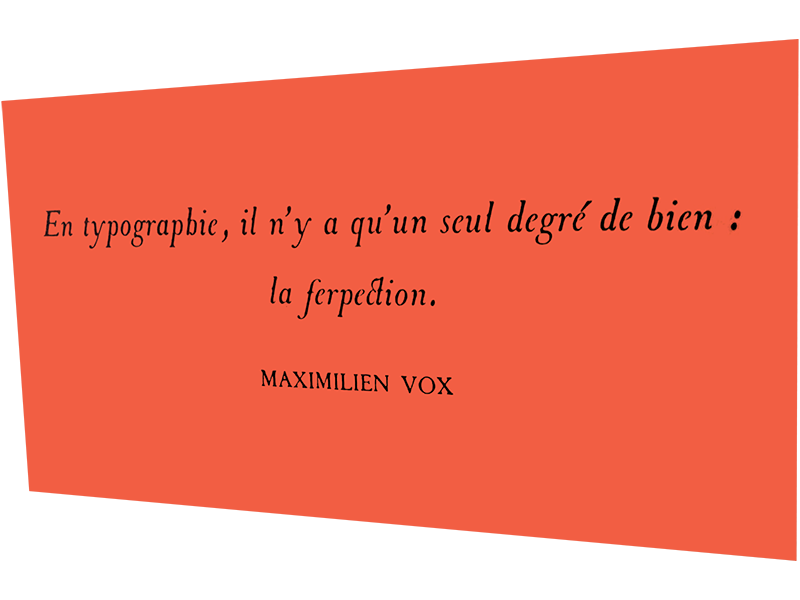 En typographie, il n’y a qu’un seul degré de bien :
la ferpection.
MAXIMILIEN VOX